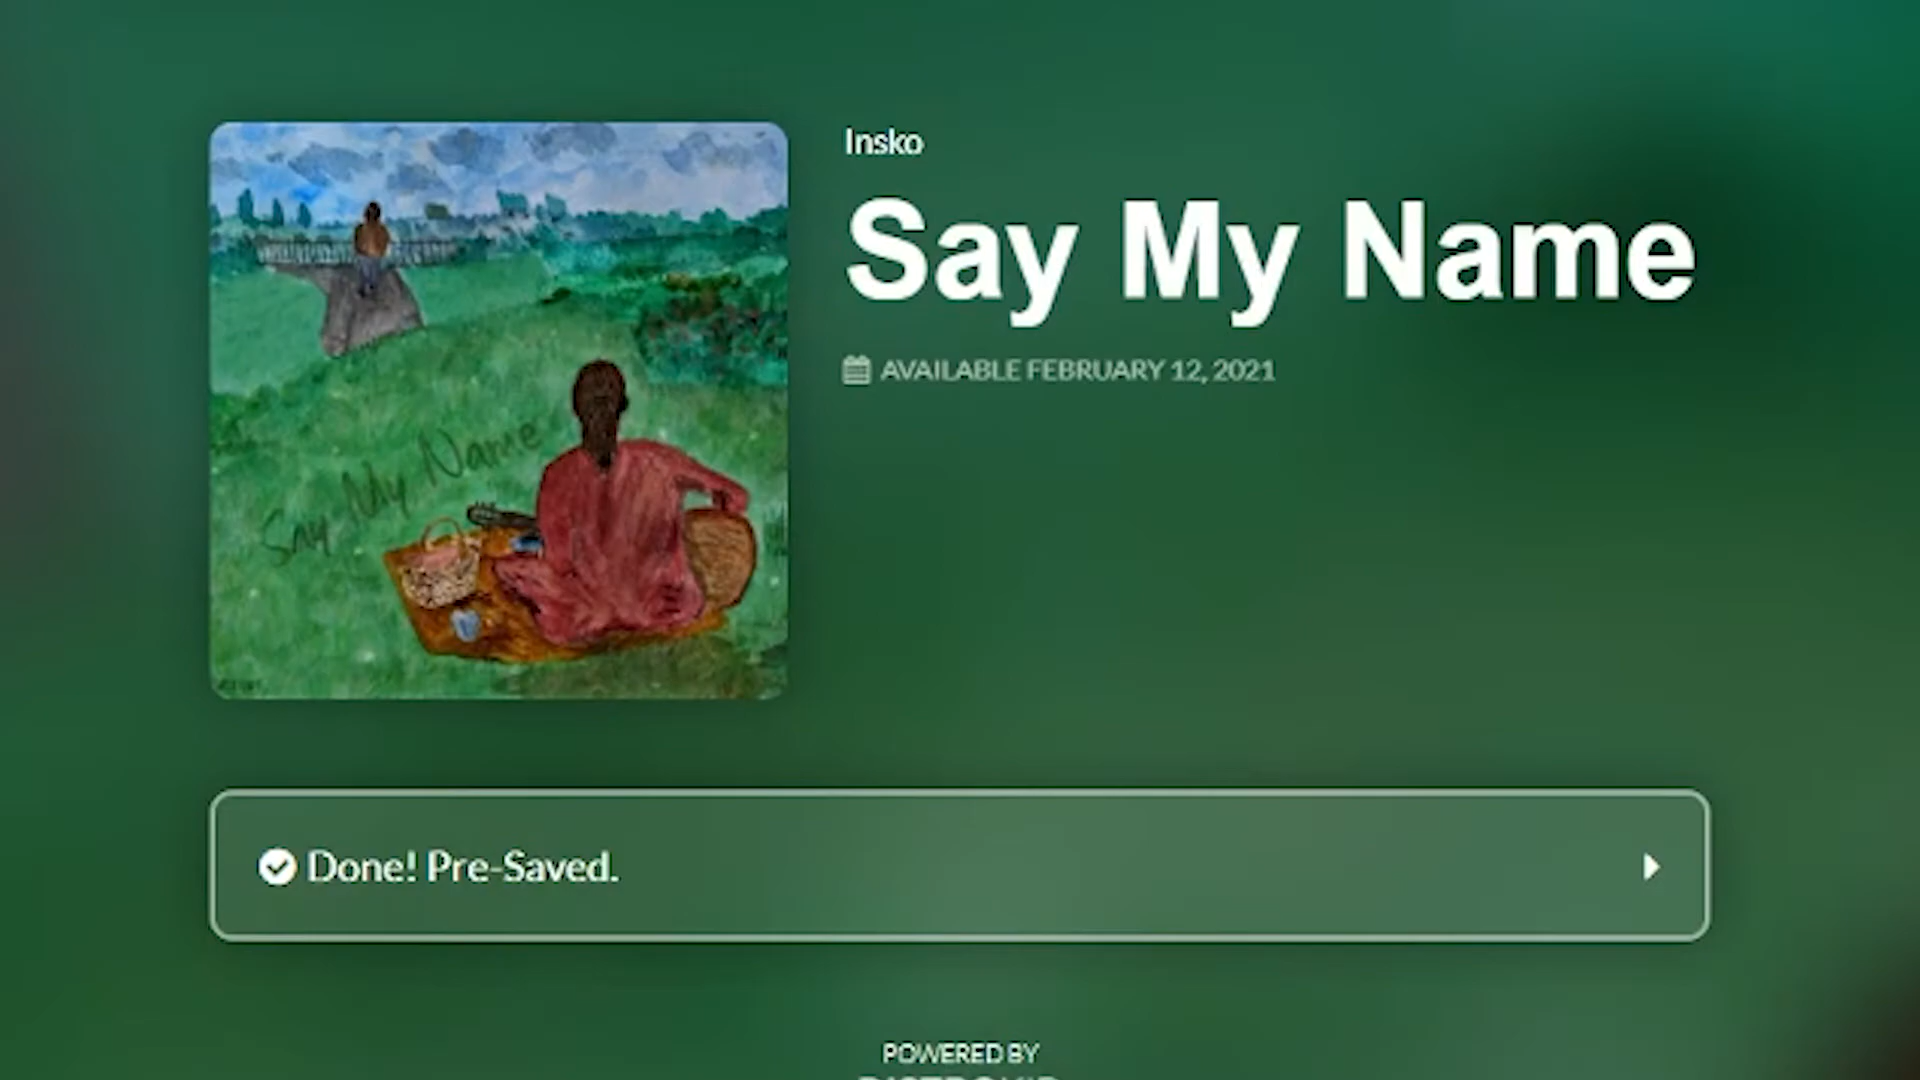 Insko
Say My Name
AVAILABLE FEBRUARY 12, 2021
Say My Name
Done! Pre-Saved.
POWERED BY